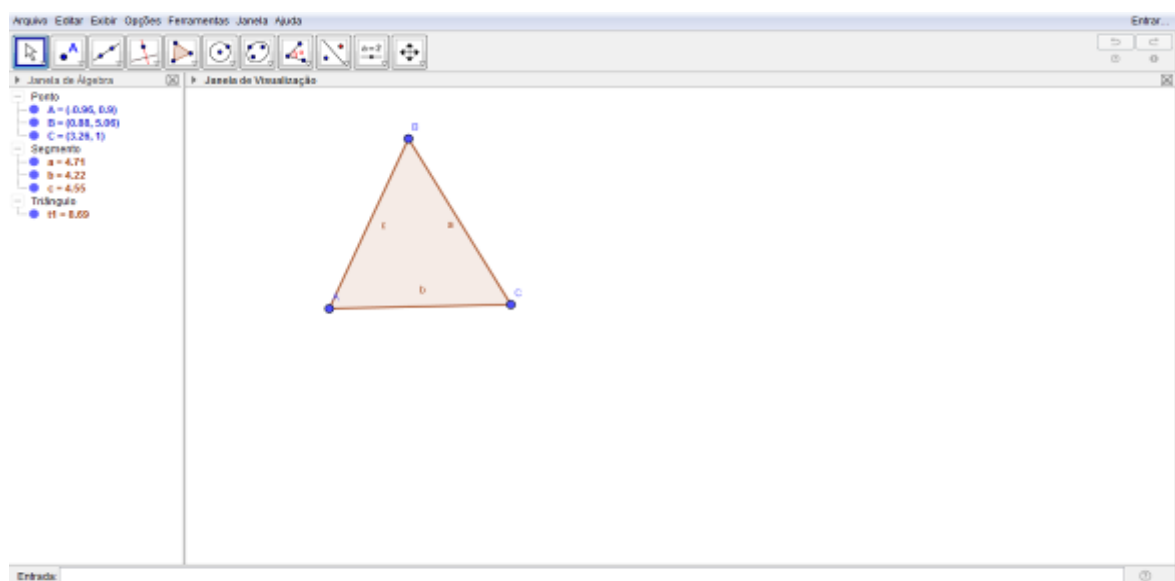 Arquivo Editar Exibir Opções Ferramentas Janela Ajuda
Entrar...
a=2
Janela de Álgebra
Janela de Visualização
Ponto
A = (-0.96, 0.9)
B = (0.88, 5.06)
C = (3.26, 1)
Segmento
a = 4.71
b = 4.22
c = 4.55
Triângulo
t1 = 8.69
B
c
a
b
A
C
Entrada: